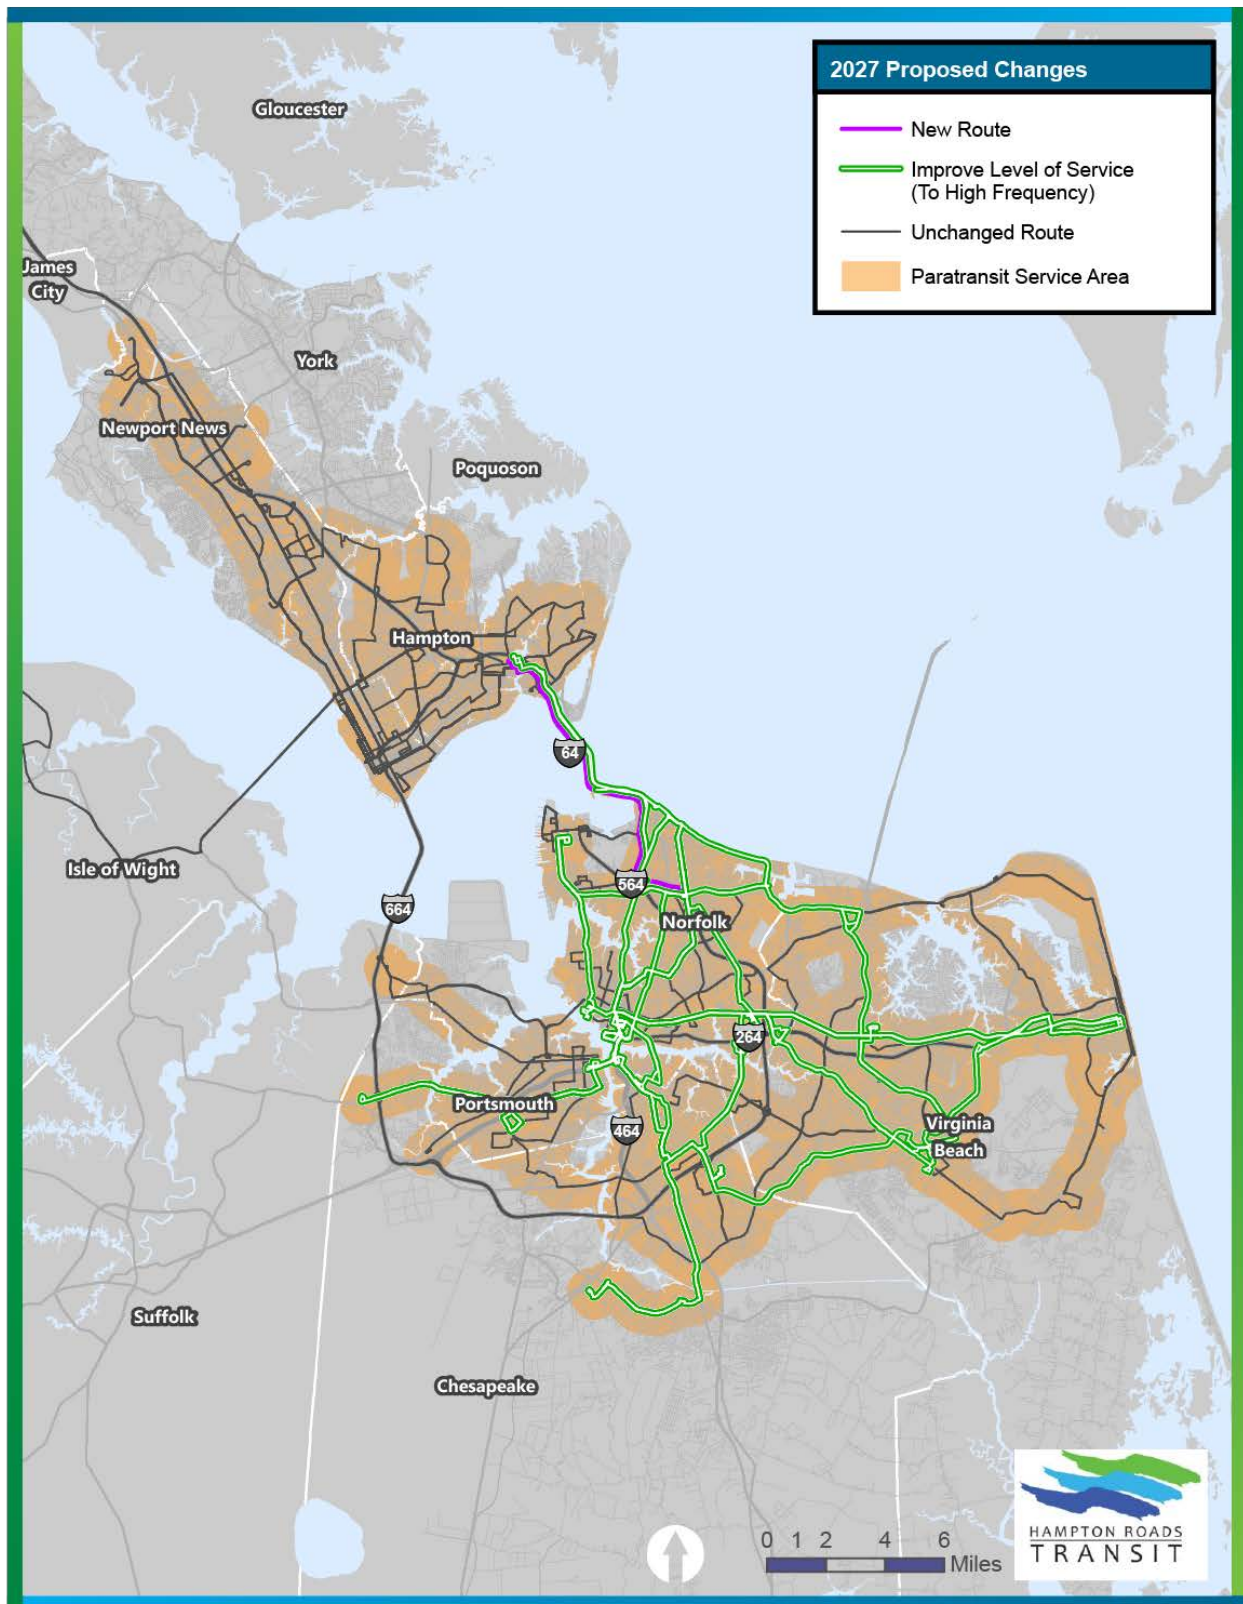 2027 Proposed Changes
New Route
Improve Level of Service
(To High Frequency)
Unchanged Route
Paratransit Service Area
Gloucester
James
City
York
Newport News
Poquoson
Hampton
64
Isle of Wight
564
664
Norfolk
264
Portsmouth
464
Virginia
Beach
Suffolk
Chesapeake
0 1 2 4 6
Miles
HAMPTON ROADS
TRANSIT